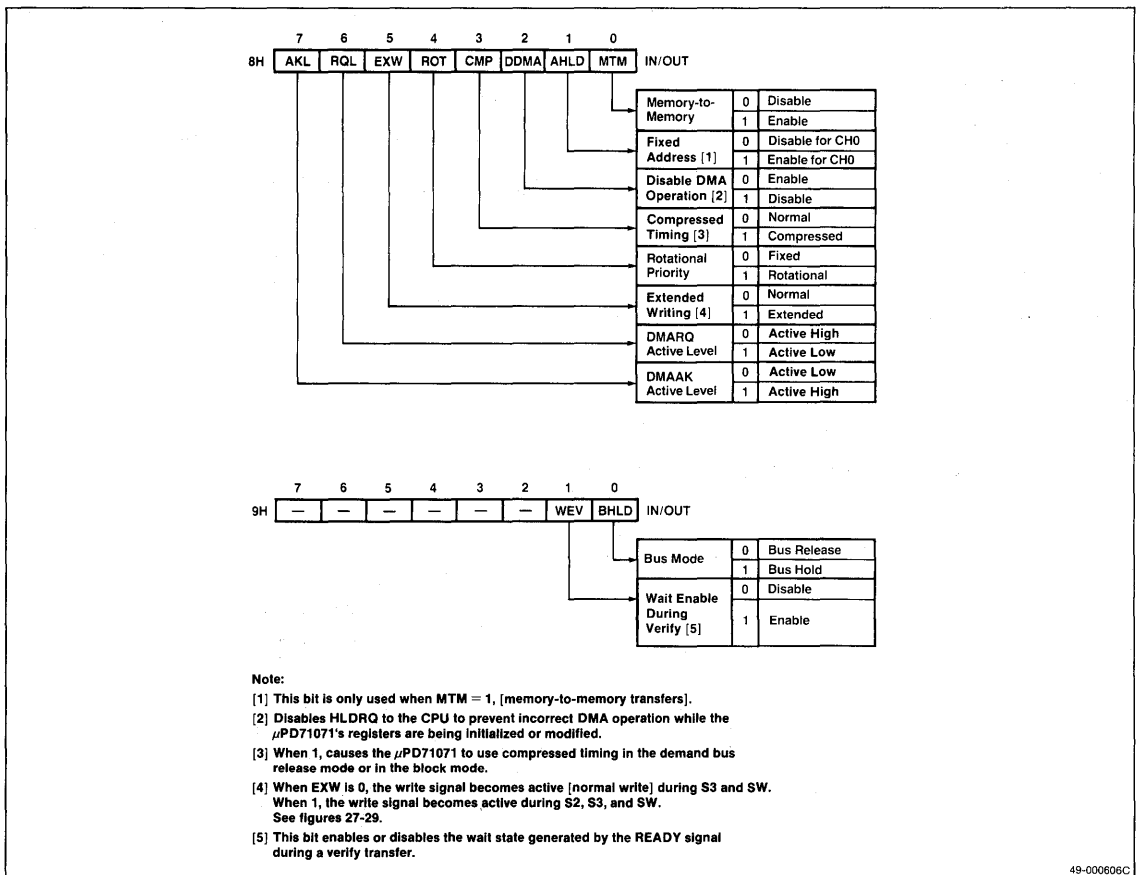 7 6 5 4 3 2 1 0
8H AKL RQL EXW ROT CMP DDMA AHLD MTM IN/OUT
Memory-to- 0 Disable
Memory 1 Enable
Fixed 0 Disable for CH0
Address [1] 1 Enable for CH0
Disable DMA 0 Enable
Operation [2] 1 Disable
Compressed 0 Normal
Timing [3] 1 Compressed
Rotational 0 Fixed
Priority 1 Rotational
Extended 0 Normal
Writing [4] 1 Extended
DMARQ 0 Active High
Active Level 1 Active Low
DMAAK 0 Active Low
Active Level 1 Active High
7 6 5 4 3 2 1 0
9H — — — — — — WEV BHLD IN/OUT
Bus Mode 0 Bus Release
1 Bus Hold
Wait Enable 0 Disable
During 1 Enable
Verify [5]
Note:
[1] This bit is only used when MTM = 1, [memory-to-memory transfers].
[2] Disables HLDRQ to the CPU to prevent incorrect DMA operation while the
μPD71071's registers are being initialized or modified.
[3] When 1, causes the μPD71071 to use compressed timing in the demand bus
release mode or in the block mode.
[4] When EXW is 0, the write signal becomes active [normal write] during S3 and SW.
When 1, the write signal becomes active during S2, S3, and SW.
See figures 27-29.
[5] This bit enables or disables the wait state generated by the READY signal
during a verify transfer.
49-000606C